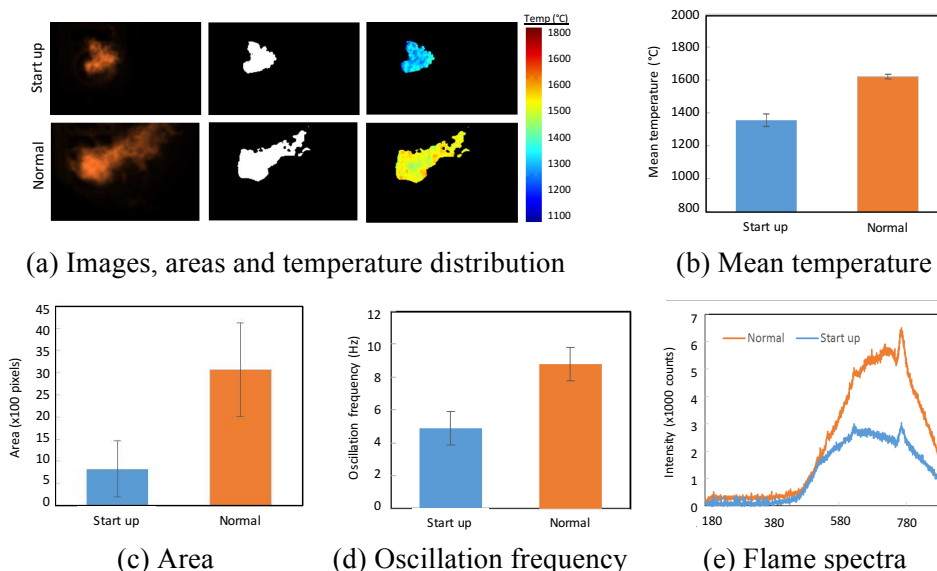 Temp (°C)
Start up
Normal
1800
1600
1700
1600
1500
1400
1300
1200
1100
(a) Images, areas and temperature distribution
Mean temperature (°C)
2000
1800
1600
1400
1200
1000
800
Start up
Normal
(b) Mean temperature
Area (x100 pixels)
45
35
30
25
20
15
10
5
0
Start up
Normal
(c) Area
Oscillation frequency (Hz)
12
10
8
6
4
2
0
Start up
Normal
(d) Oscillation frequency
Intensity (x1000 counts)
7
6
5
4
3
2
1
0
Normal
Start up
180
380
580
780
(e) Flame spectra